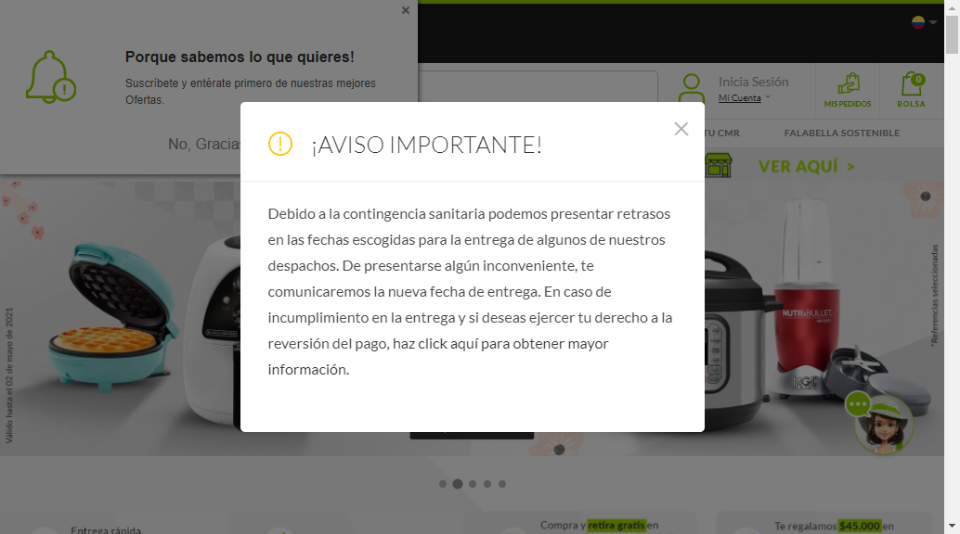 ×
Porque sabemos lo que quieres!
Suscríbete y entérate primero de nuestras mejores
Ofertas.
No, Gracias
Inicia Sesión
Mi Cuenta
MIS PEDIDOS
0
BOLSA
TU CMR
FALABELLA SOSTENIBLE
VER AQUÍ >
¡AVISO IMPORTANTE!
×
Debido a la contingencia sanitaria podemos presentar retrasos
en las fechas escogidas para la entrega de algunos de nuestros
despachos. De presentarse algún inconveniente, te
comunicaremos la nueva fecha de entrega. En caso de
incumplimiento en la entrega y si deseas ejercer tu derecho a la
reversión del pago, haz click aquí para obtener mayor
información.
Válido hasta el 02 de mayo de 2021
NUTRIBULLET
*Referencias seleccionadas
Entrega rápida,
Compra y retira gratis en
Te regalamos $45.000 en